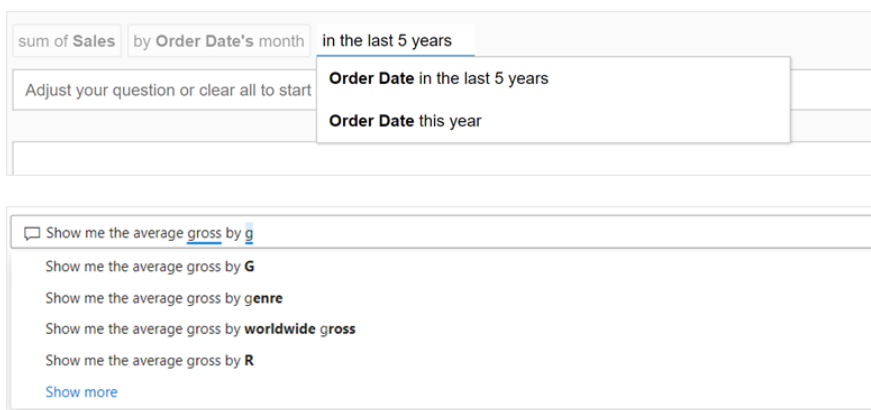 sum of Sales by Order Date's month in the last 5 years
Order Date in the last 5 years
Adjust your question or clear all to start
Order Date this year
Show me the average gross by g
Show me the average gross by G
Show me the average gross by genre
Show me the average gross by worldwide gross
Show me the average gross by R
Show more